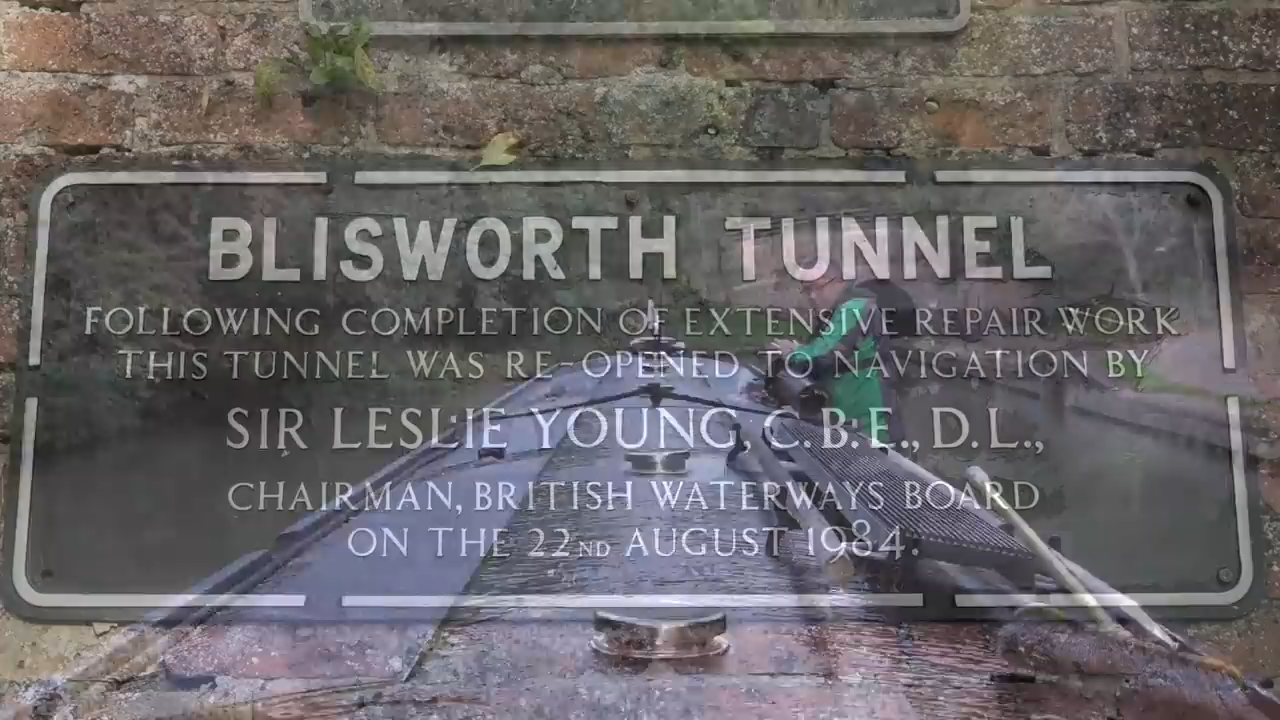 BLISWORTH TUNNEL
FOLLOWING COMPLETION OF EXTENSIVE REPAIR WORK
THIS TUNNEL WAS RE-OPENED TO NAVIGATION BY
SIR LESLIE YOUNG, C.B.E., D.L.,
CHAIRMAN, BRITISH WATERWAYS BOARD
ON THE 22ND AUGUST 1984.